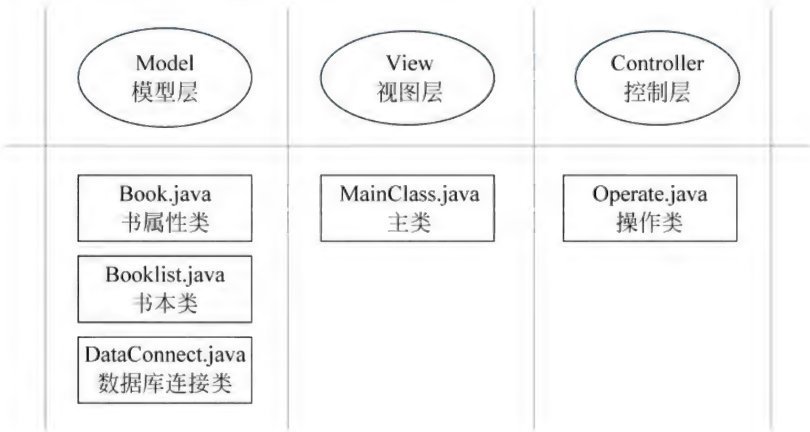 Model
模型层
View
视图层
Controller
控制层
Book.java
书属性类
MainClass.java
主类
Operate.java
操作类
Booklist.java
书本类
DataConnect.java
数据库连接类